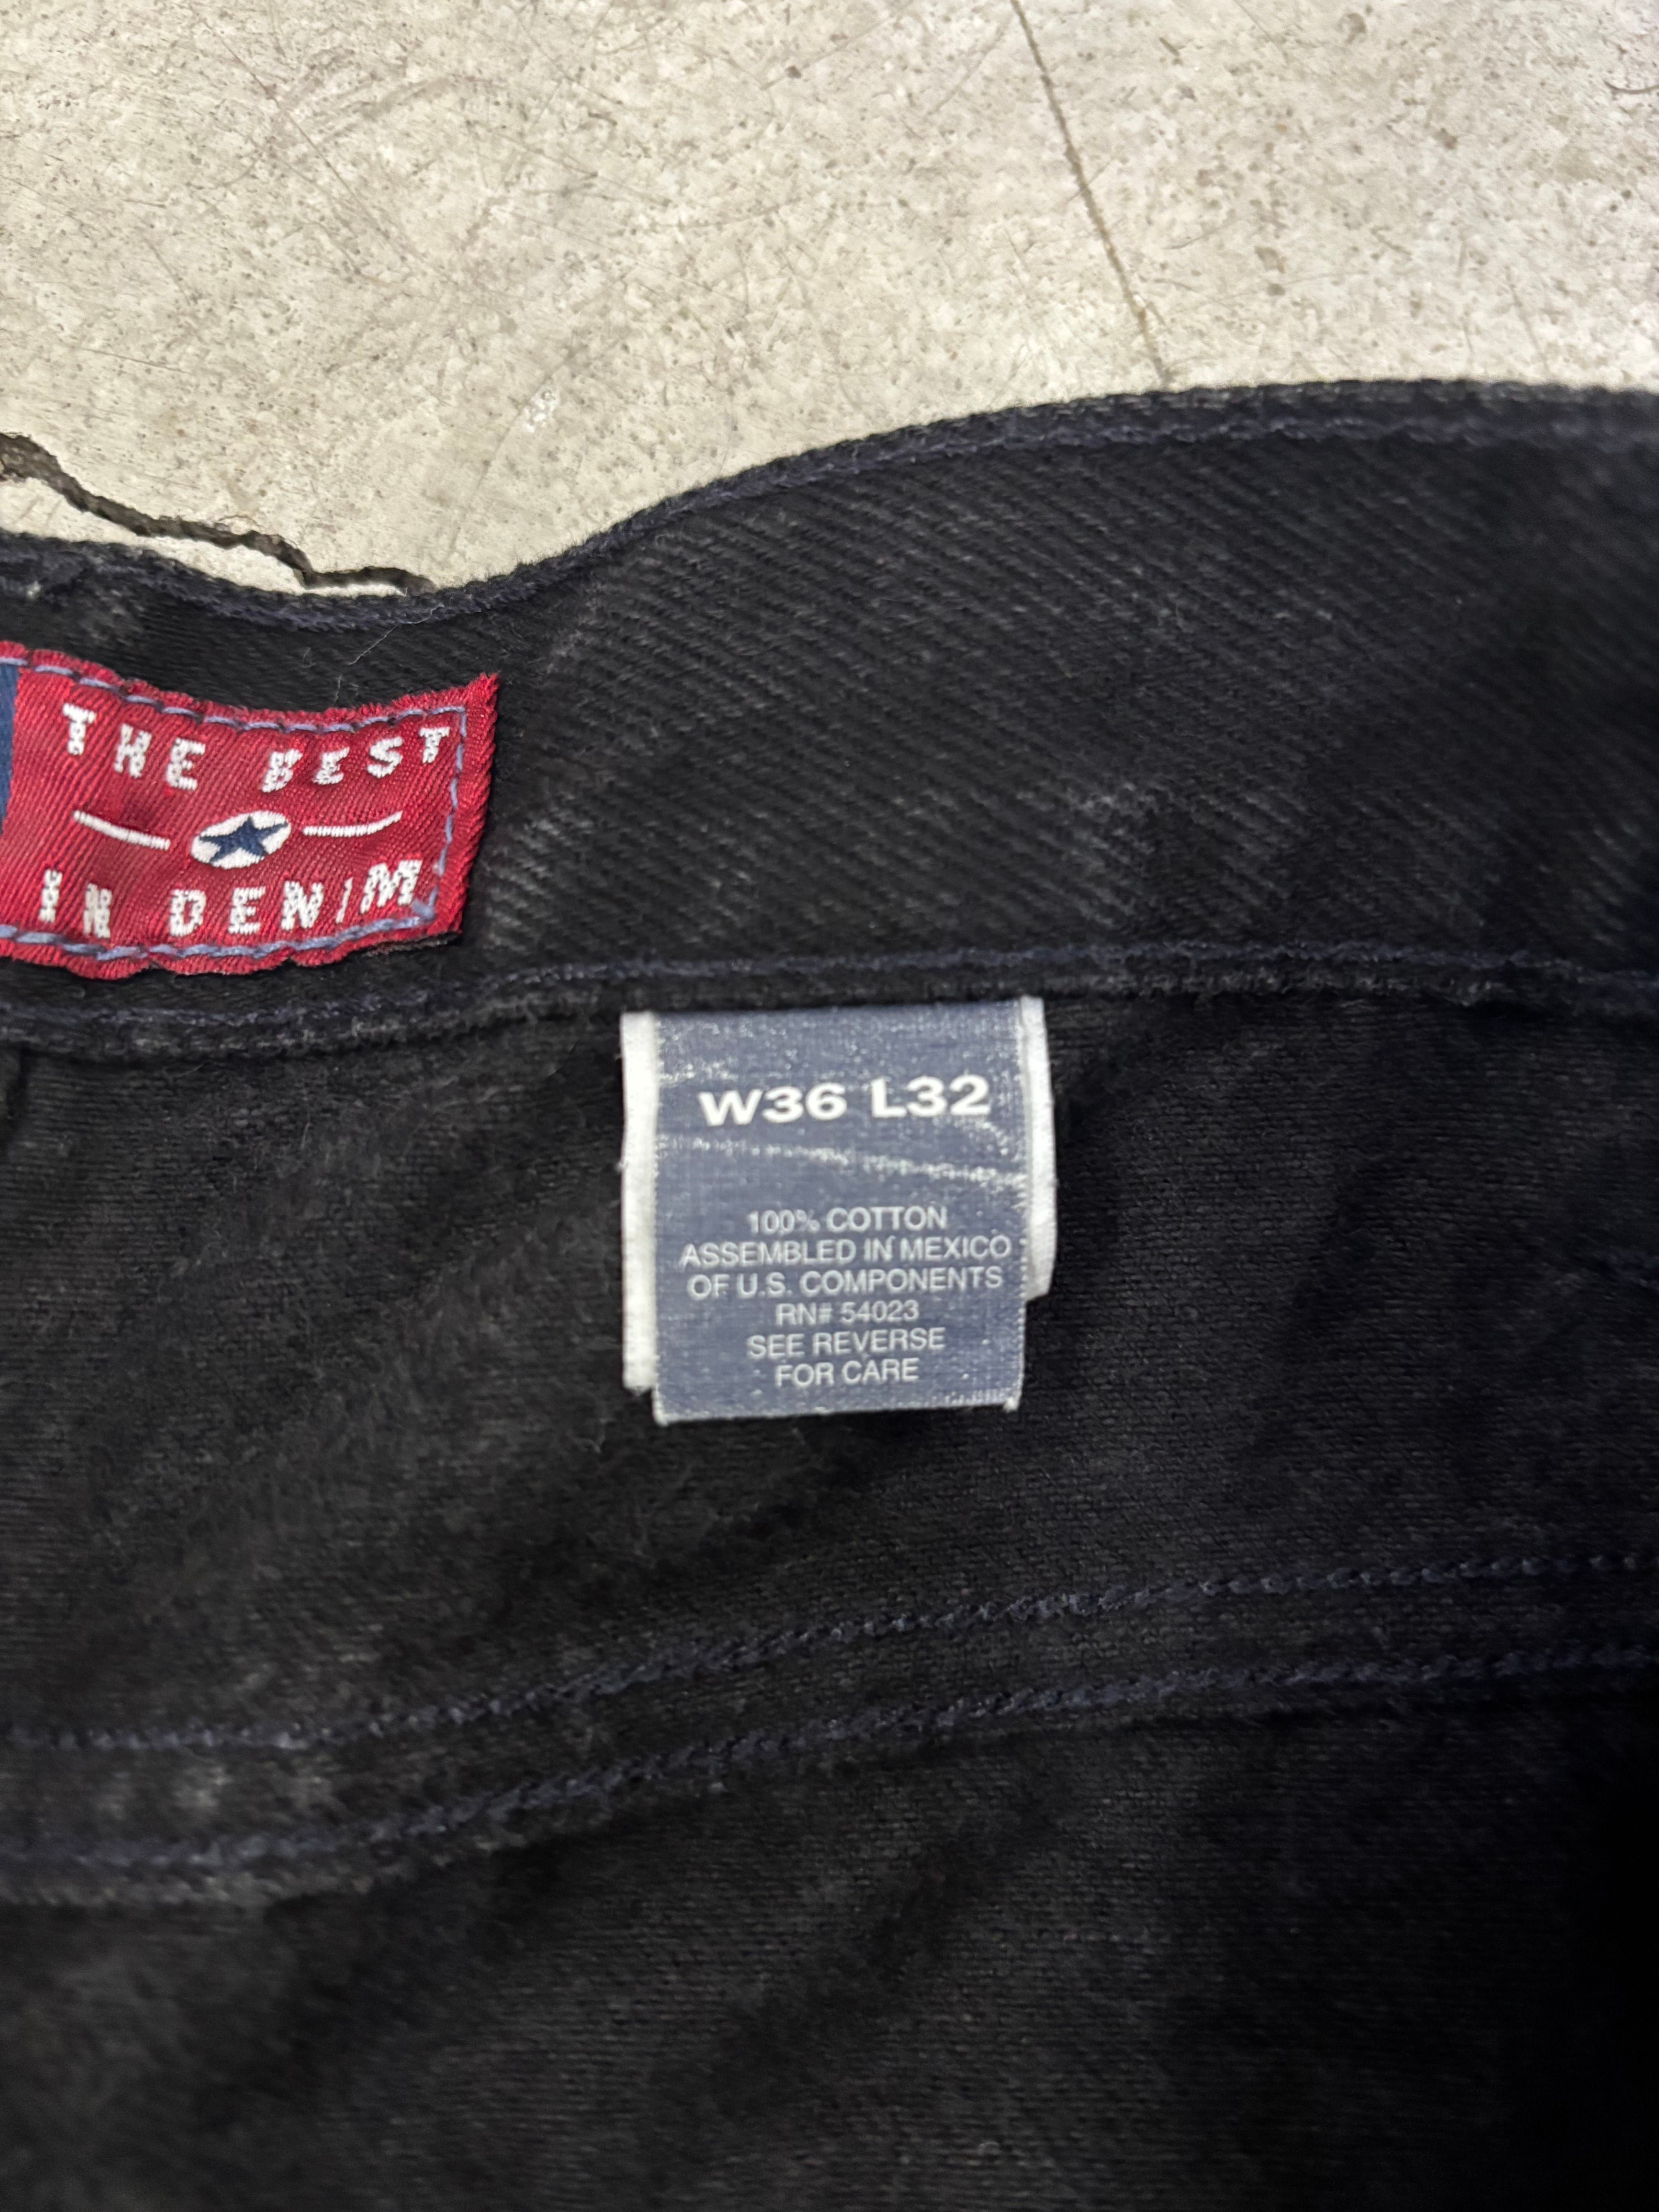 THE BEST
IN DENIM
W36 L32
100% COTTON
ASSEMBLED IN MEXICO
OF U.S. COMPONENTS
RN# 54023
SEE REVERSE
FOR CARE